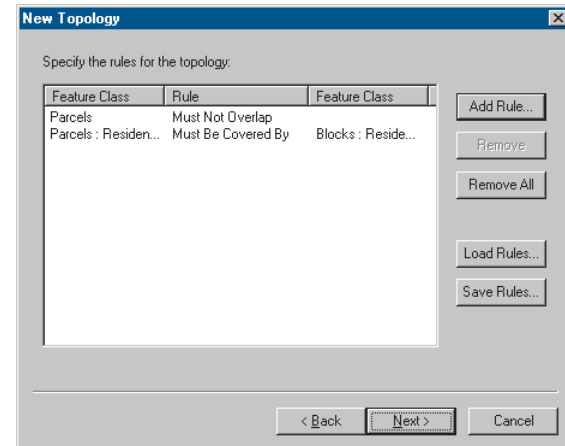 New Topology
Specify the rules for the topology:
Feature Class Rule Feature Class
Parcels Must Not Overlap
Parcels : Residen... Must Be Covered By Blocks : Reside...
Add Rule...
Remove
Remove All
Load Rules...
Save Rules...
< Back Next > Cancel